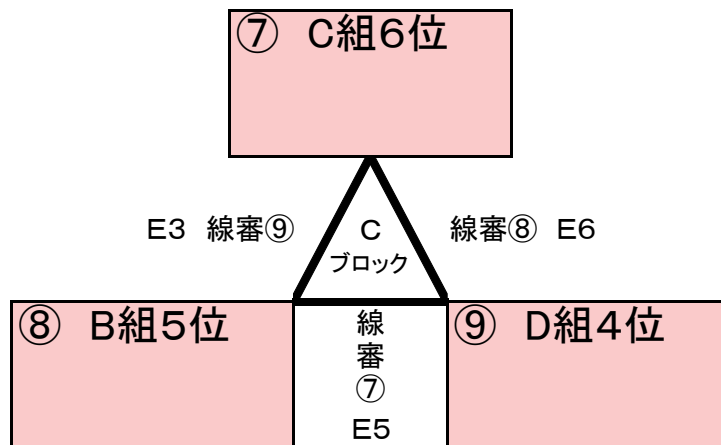 ⑦ C組6位
E3 線審⑨
C
ブロック
線審⑧ E6
⑧ B組5位
線審⑦
E5
⑨ D組4位